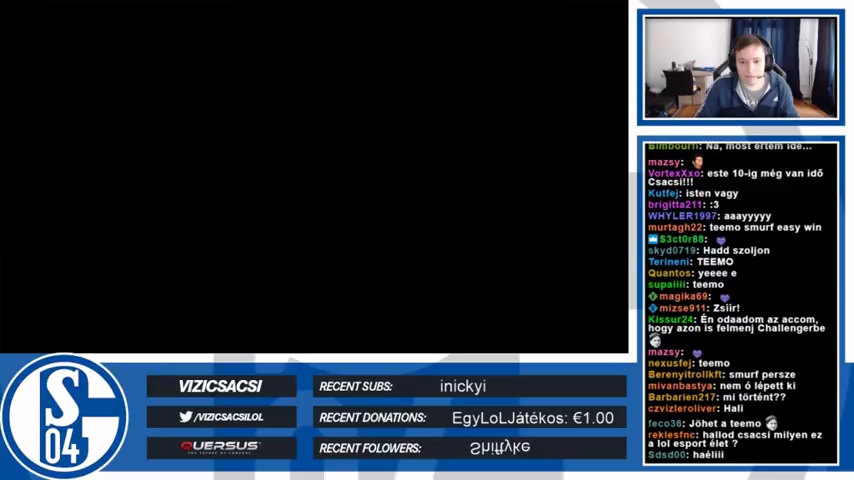 Bimbourti: Na, most értem ide...
mazsy:
VortexXxo: este 10-ig még van idő
Csacsi!!!
Kutfej: isten vagy
brigitta211: :3
WHYLER1997: aaayyyyy
murtagh22: teemo smurf easy win
S3ct0r88:
skyd0719: Hadd szoljon
Terineni: TEEMO
Quantos: yeeee e
supaiiii: teemo
magika69:
mizse911: Zsiir!
Kissur24: Én odaadom az accom,
hogy azon is felmenj Challengerbe
mazsy:
nexusfej: teemo
Berenyitrollkft: smurf persze
mivanbastya: nem ó lépett ki
Barbarien217: mi történt??
czvizleroliver: Hali
feco36: Jöhet a teemo
reklesfnc: hallod csacsi milyen ez
a lol esport élet ?
Sdsd00: haéliii
S
04
VIZICSACSI
RECENT SUBS: inickyi
/VIZICSACSILOL
RECENT DONATIONS: EgyLoLJátékos: €1.00
QUERSUS
RECENT FOLOWERS: Shiffyke